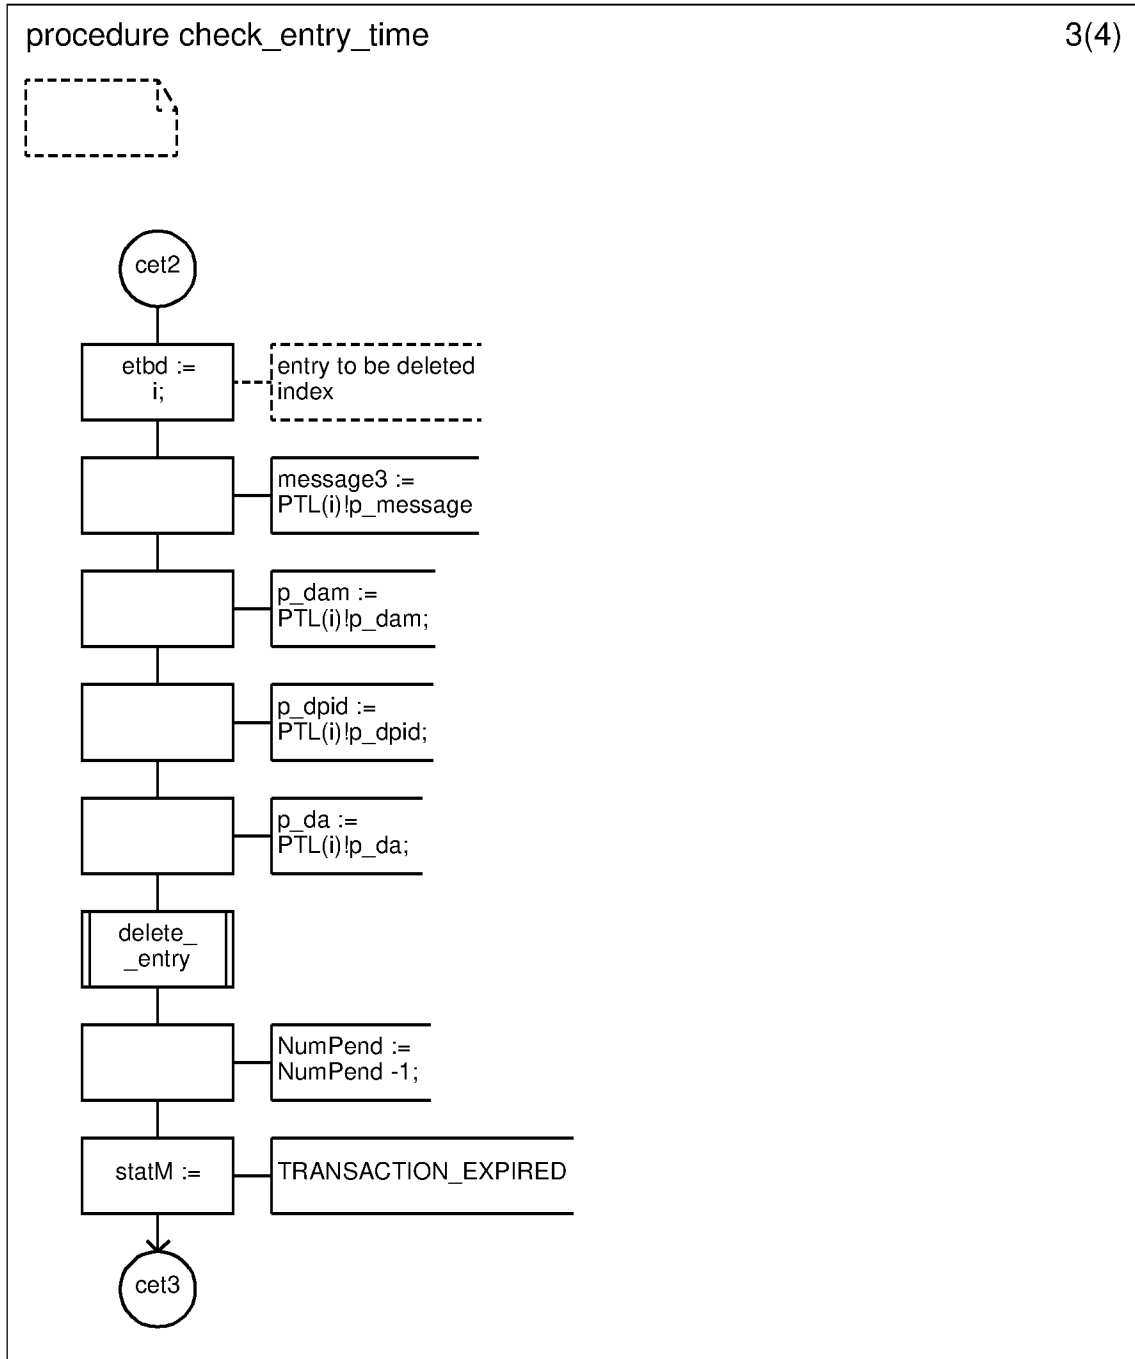 procedure check_entry_time 3(4)
cet2
etbd :=
i;
entry to be deleted
index
message3 :=
PTL(i)!p_message
p_dam :=
PTL(i)!p_dam;
p_dpid :=
PTL(i)!p_dpid;
p_da :=
PTL(i)!p_da;
delete_
_entry
NumPend :=
NumPend -1;
statM :=
TRANSACTION_EXPIRED
cet3